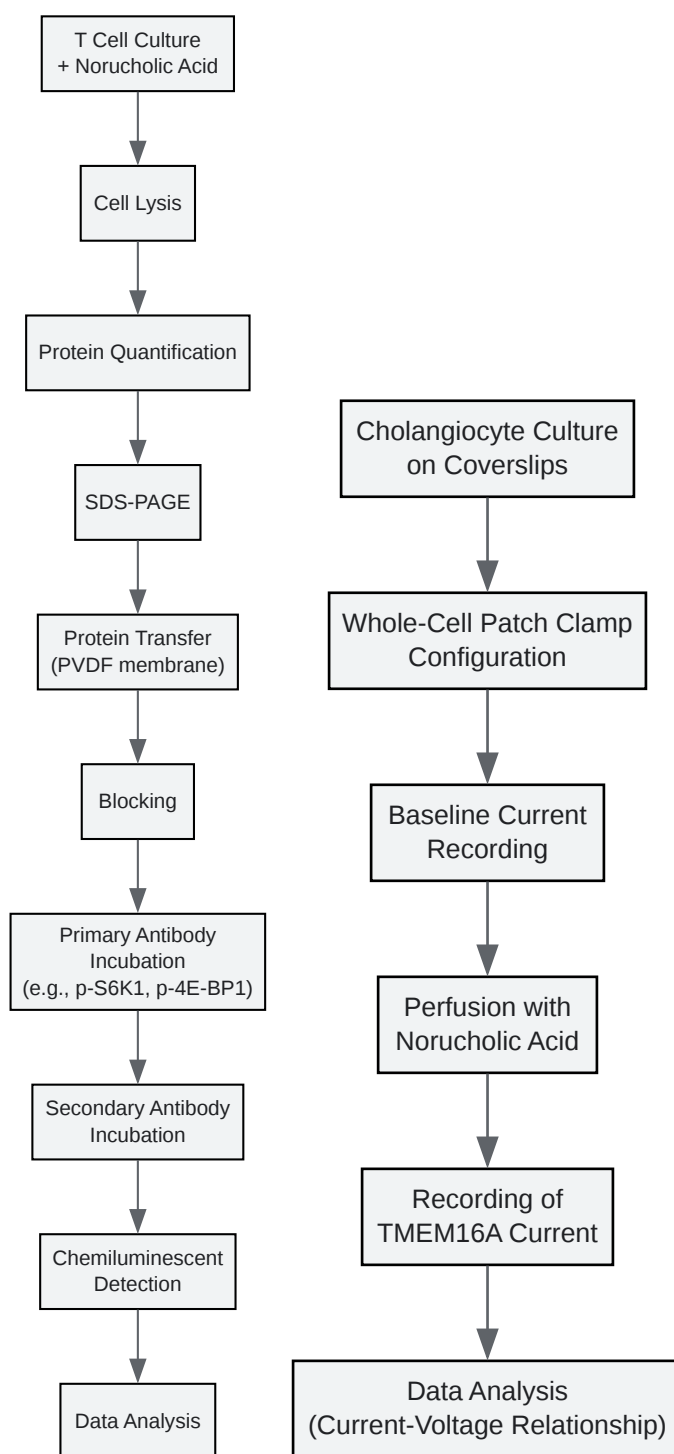 T Cell Culture
+ Norucholic Acid
Cell Lysis
Protein Quantification
SDS-PAGE
Protein Transfer
(PVDF membrane)
Blocking
Primary Antibody
Incubation
(e.g., p-S6K1, p-4E-BP1)
Secondary Antibody
Incubation
Chemiluminescent
Detection
Data Analysis
Cholangiocyte Culture
on Coverslips
Whole-Cell Patch Clamp
Configuration
Baseline Current
Recording
Perfusion with
Norucholic Acid
Recording of
TMEM16A Current
Data Analysis
(Current-Voltage Relationship)